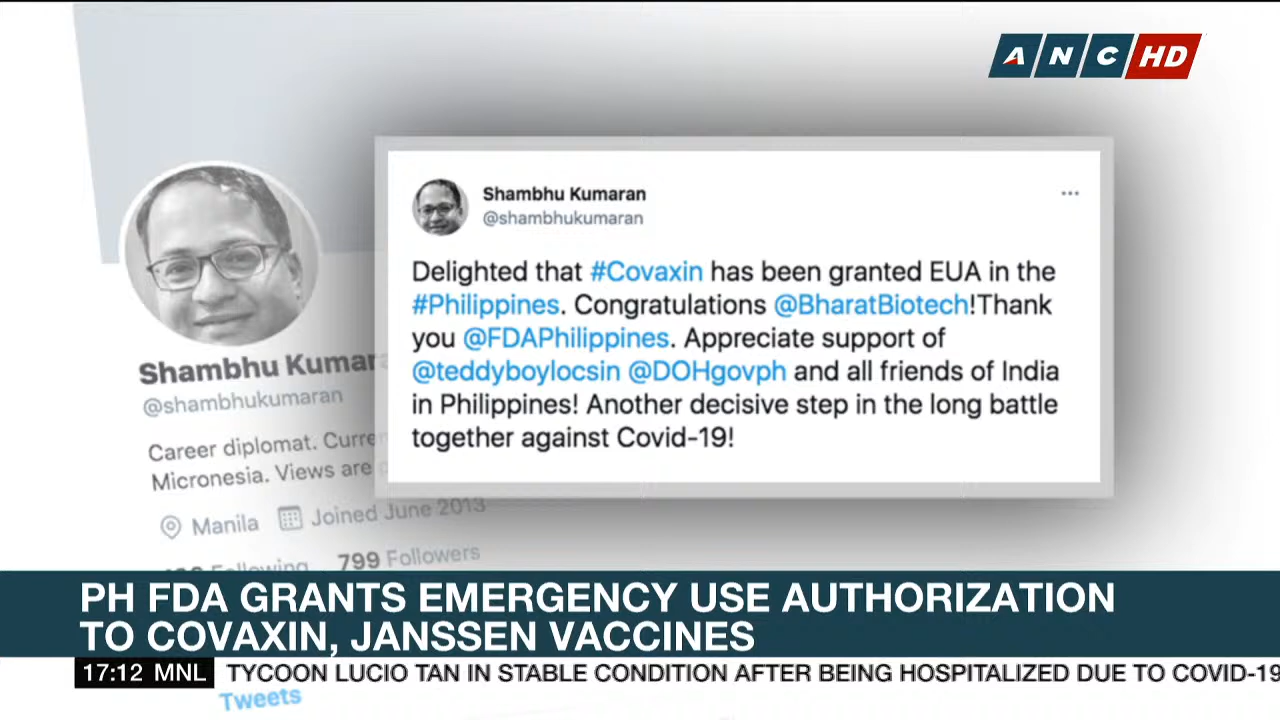 ANC HD
Shambhu Kumaran
@shambhukumaran
Delighted that #Covaxin has been granted EUA in the
#Philippines. Congratulations @BharatBiotech!Thank
you @FDAPhilippines. Appreciate support of
@teddyboylocsin @DOHgovph and all friends of India
in Philippines! Another decisive step in the long battle
together against Covid-19!
Shambhu
@shambhukumaran
Career diplomat.
Micronesia. Views are
Manila Joined June 2013
Following 799 Followers
PH FDA GRANTS EMERGENCY USE AUTHORIZATION
TO COVAXIN, JANSSEN VACCINES
17:12 MNL TYCOON LUCIO TAN IN STABLE CONDITION AFTER BEING HOSPITALIZED DUE TO COVID-19
Tweets